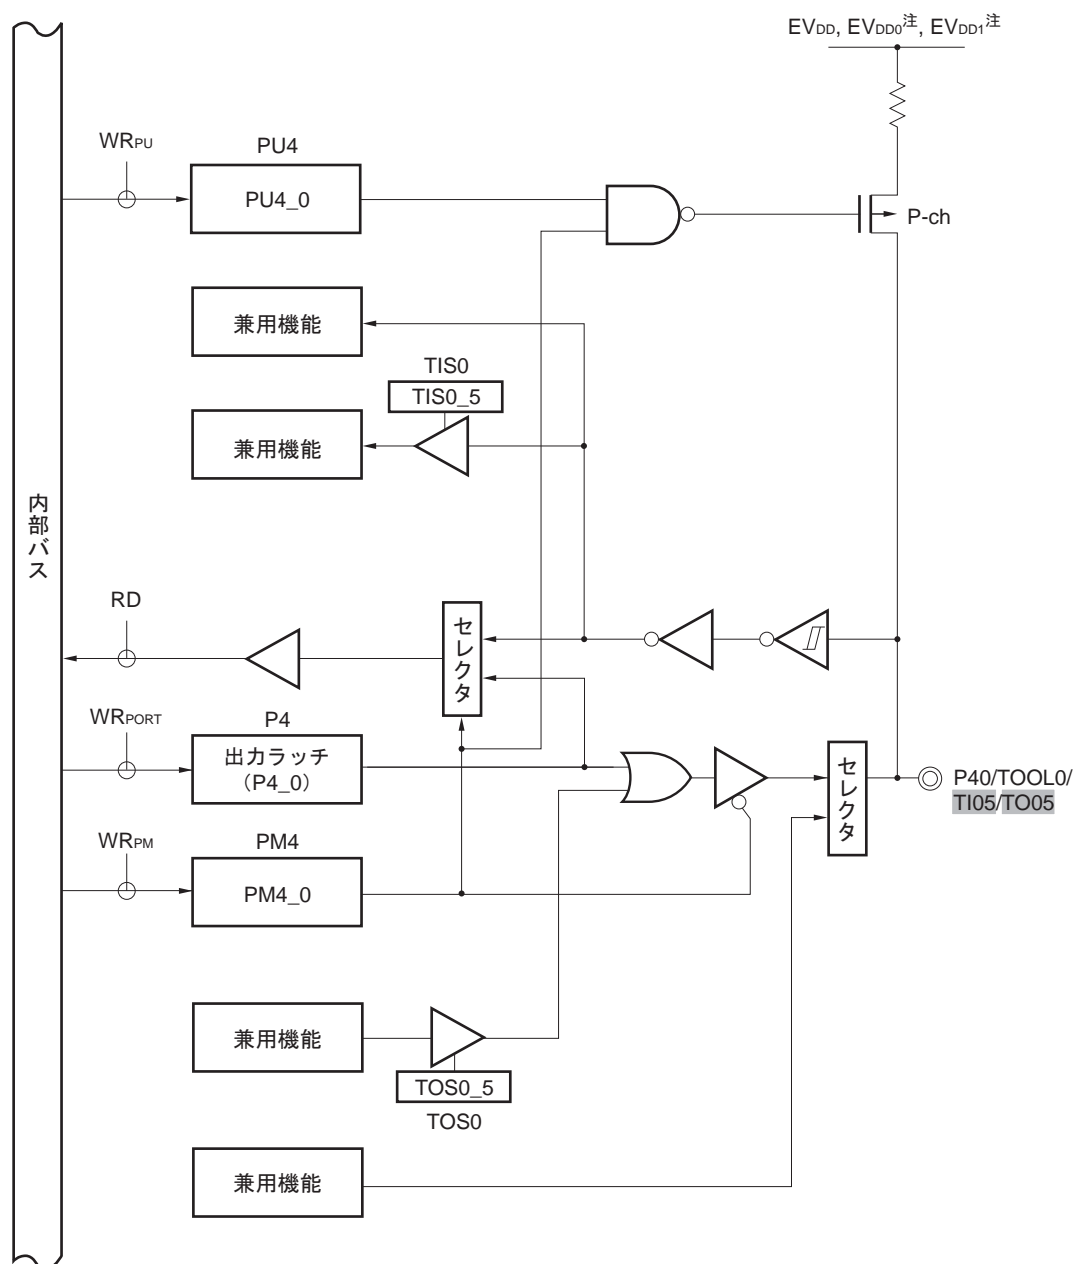 EVDD, EVDD0注, EVDD1注
WRPU
PU4
PU4_0
P-ch
兼用機能
TIS0
TIS0_5
兼用機能
内部バス
RD
セレクタ
WRPORT
P4
出力ラッチ
（P4_0）
セレクタ
P40/TOOL0/
TI05/TO05
WRPM
PM4
PM4_0
兼用機能
TOS0_5
TOS0
兼用機能